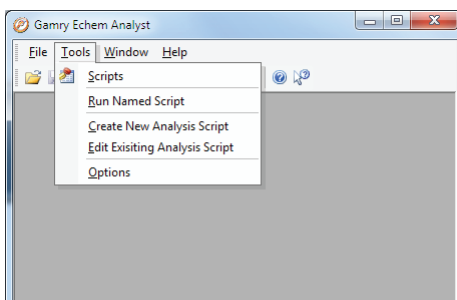 Gamry Echem Analyst
File Tools Window Help
Scripts
Run Named Script
Create New Analysis Script
Edit Exisiting Analysis Script
Options